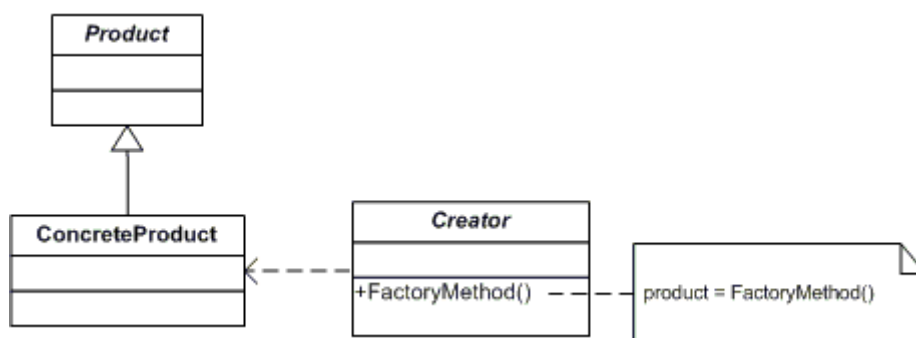 Product
ConcreteProduct
Creator
+FactoryMethod()
product = FactoryMethod()